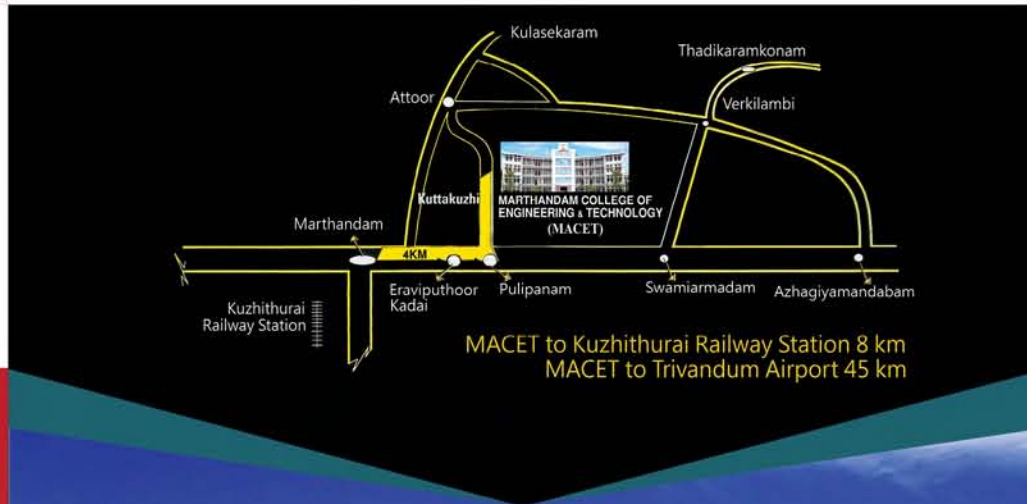 Kulasekaram
Thadikaramkonam
Attoor
Verkilambi
Kuttakuzhi
MARTHANDAM COLLEGE OF
ENGINEERING & TECHNOLOGY
(MACET)
Marthandam
4KM
Eraviputhoor
Kadai
Pulipanam
Swamiarmadam
Azhagiyamandabam
Kuzhithurai
Railway Station
MACET to Kuzhithurai Railway Station 8 km
MACET to Trivandum Airport 45 km